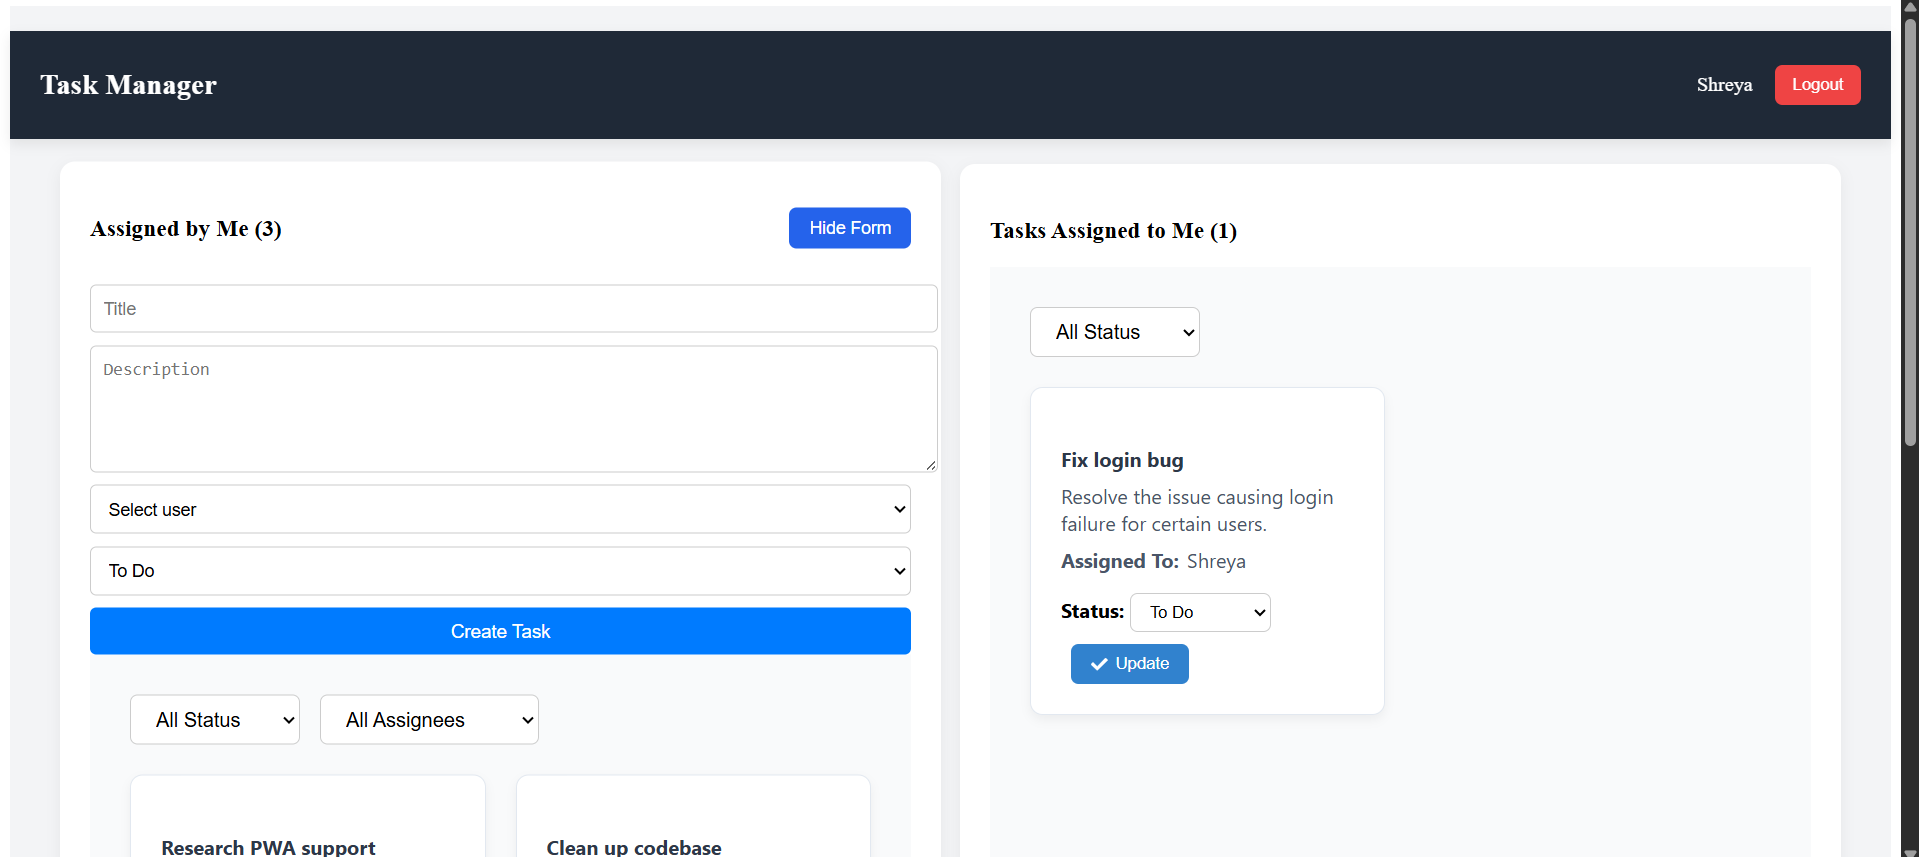 Task Manager
Shreya
Logout
Assigned by Me (3)
Hide Form
Title
Description
Select user
To Do
Create Task
All Status
All Assignees
Research PWA support
Clean up codebase
Tasks Assigned to Me (1)
All Status
Fix login bug
Resolve the issue causing login
failure for certain users.
Assigned To: Shreya
Status: To Do
Update